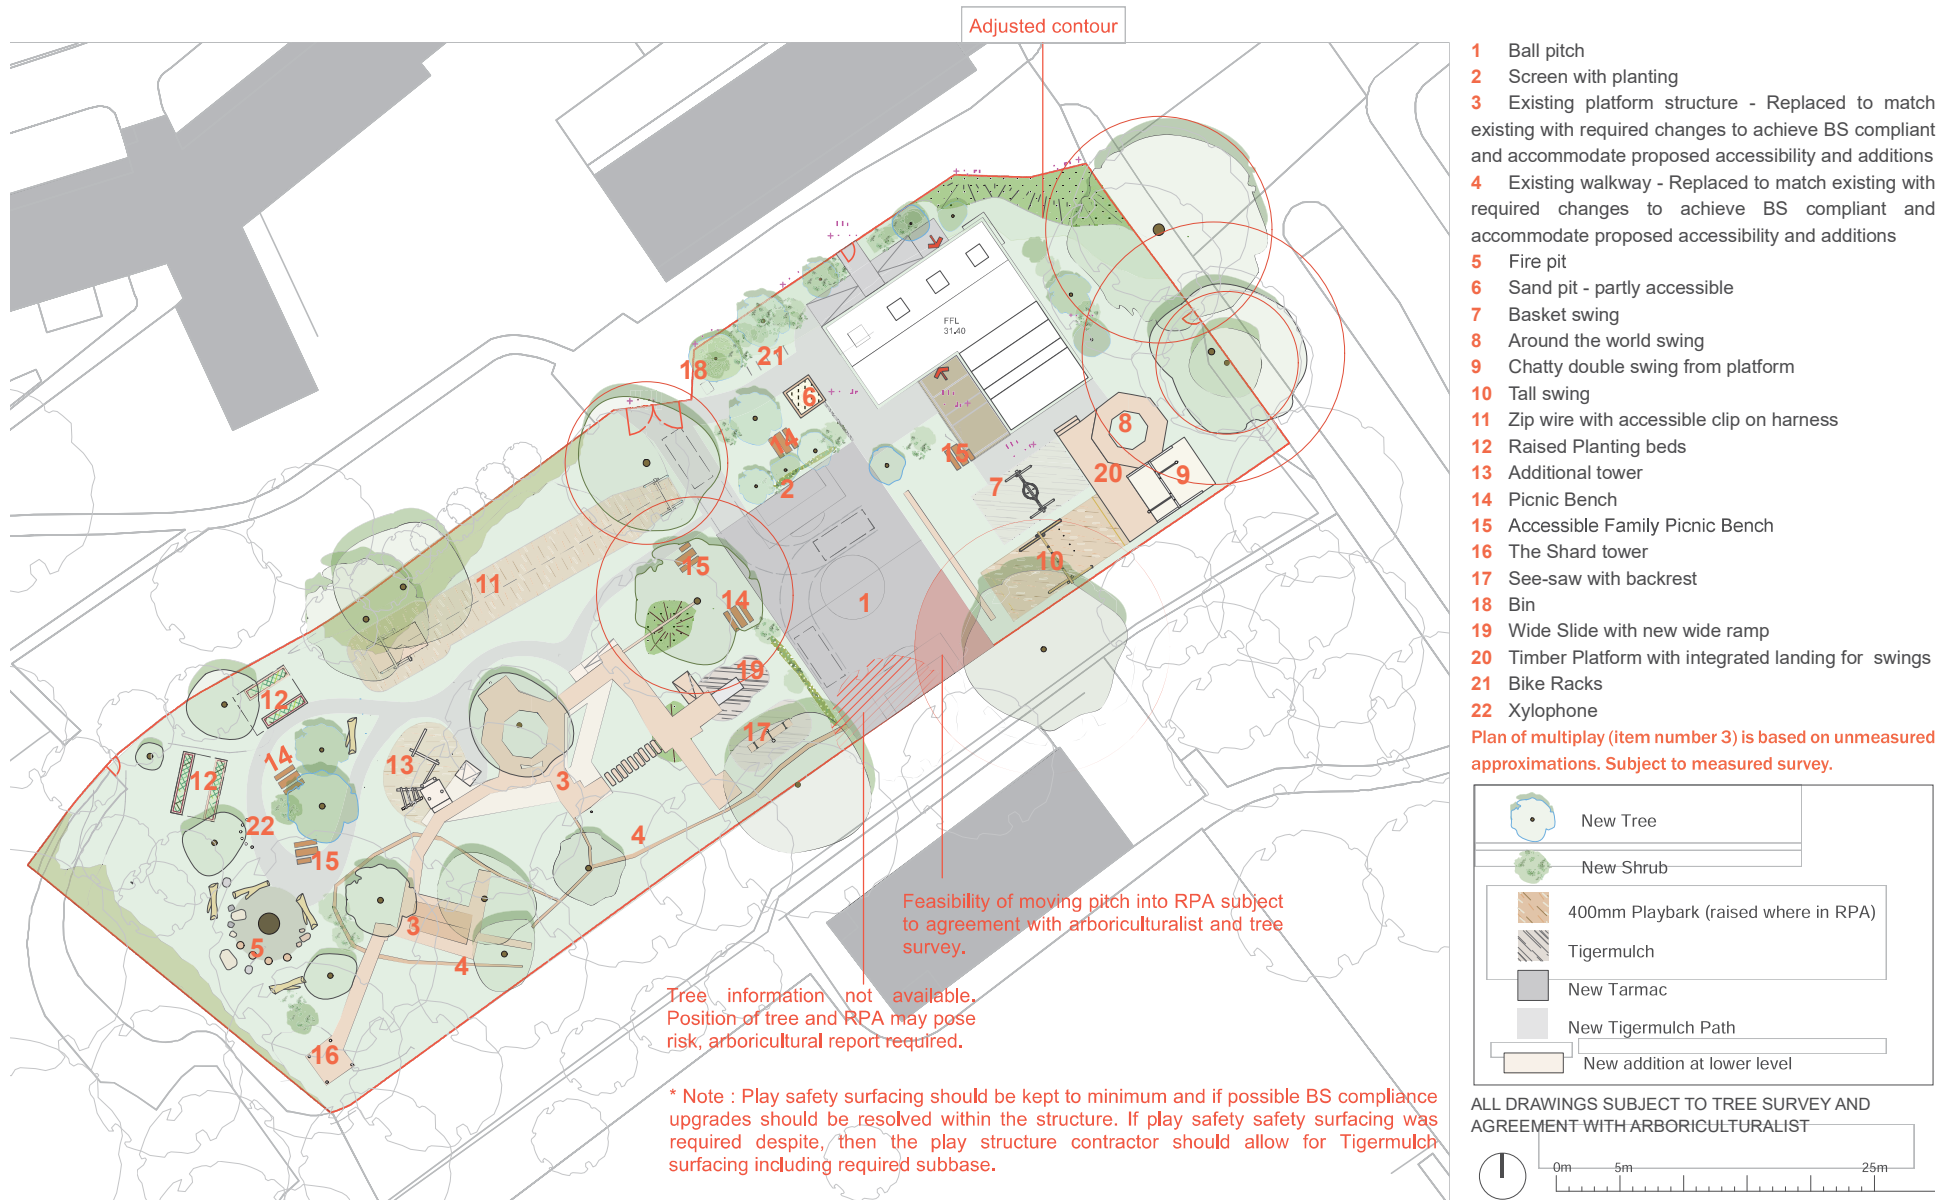 Adjusted contour
1 Ball pitch
2 Screen with planting
3 Existing platform structure - Replaced to match
existing with required changes to achieve BS compliant
and accommodate proposed accessibility and additions
4 Existing walkway - Replaced to match existing with
required changes to achieve BS compliant and
accommodate proposed accessibility and additions
5 Fire pit
6 Sand pit - partly accessible
7 Basket swing
8 Around the world swing
9 Chatty double swing from platform
10 Tall swing
11 Zip wire with accessible clip on harness
12 Raised Planting beds
13 Additional tower
14 Picnic Bench
15 Accessible Family Picnic Bench
16 The Shard tower
17 See-saw with backrest
18 Bin
19 Wide Slide with new wide ramp
20 Timber Platform with integrated landing for swings
21 Bike Racks
22 Xylophone
Plan of multiplay (item number 3) is based on unmeasured
approximations. Subject to measured survey.
New Tree
New Shrub
400mm Playbark (raised where in RPA)
Tigermulch
New Tarmac
New Tigermulch Path
New addition at lower level
ALL DRAWINGS SUBJECT TO TREE SURVEY AND
AGREEMENT WITH ARBORICULTURALIST
0m 5m 25m
FFL
31.40
21
18
6
14
2
15
7
8
20
9
10
11
15
14
1
19
17
12
13
3
14
12
22
15
4
3
5
4
16
Feasibility of moving pitch into RPA subject
to agreement with arboriculturalist and tree
survey.
Tree information not available.
Position of tree and RPA may pose
risk, arboricultural report required.
* Note : Play safety surfacing should be kept to minimum and if possible BS compliance
upgrades should be resolved within the structure. If play safety safety surfacing was
required despite, then the play structure contractor should allow for Tigermulch
surfacing including required subbase.